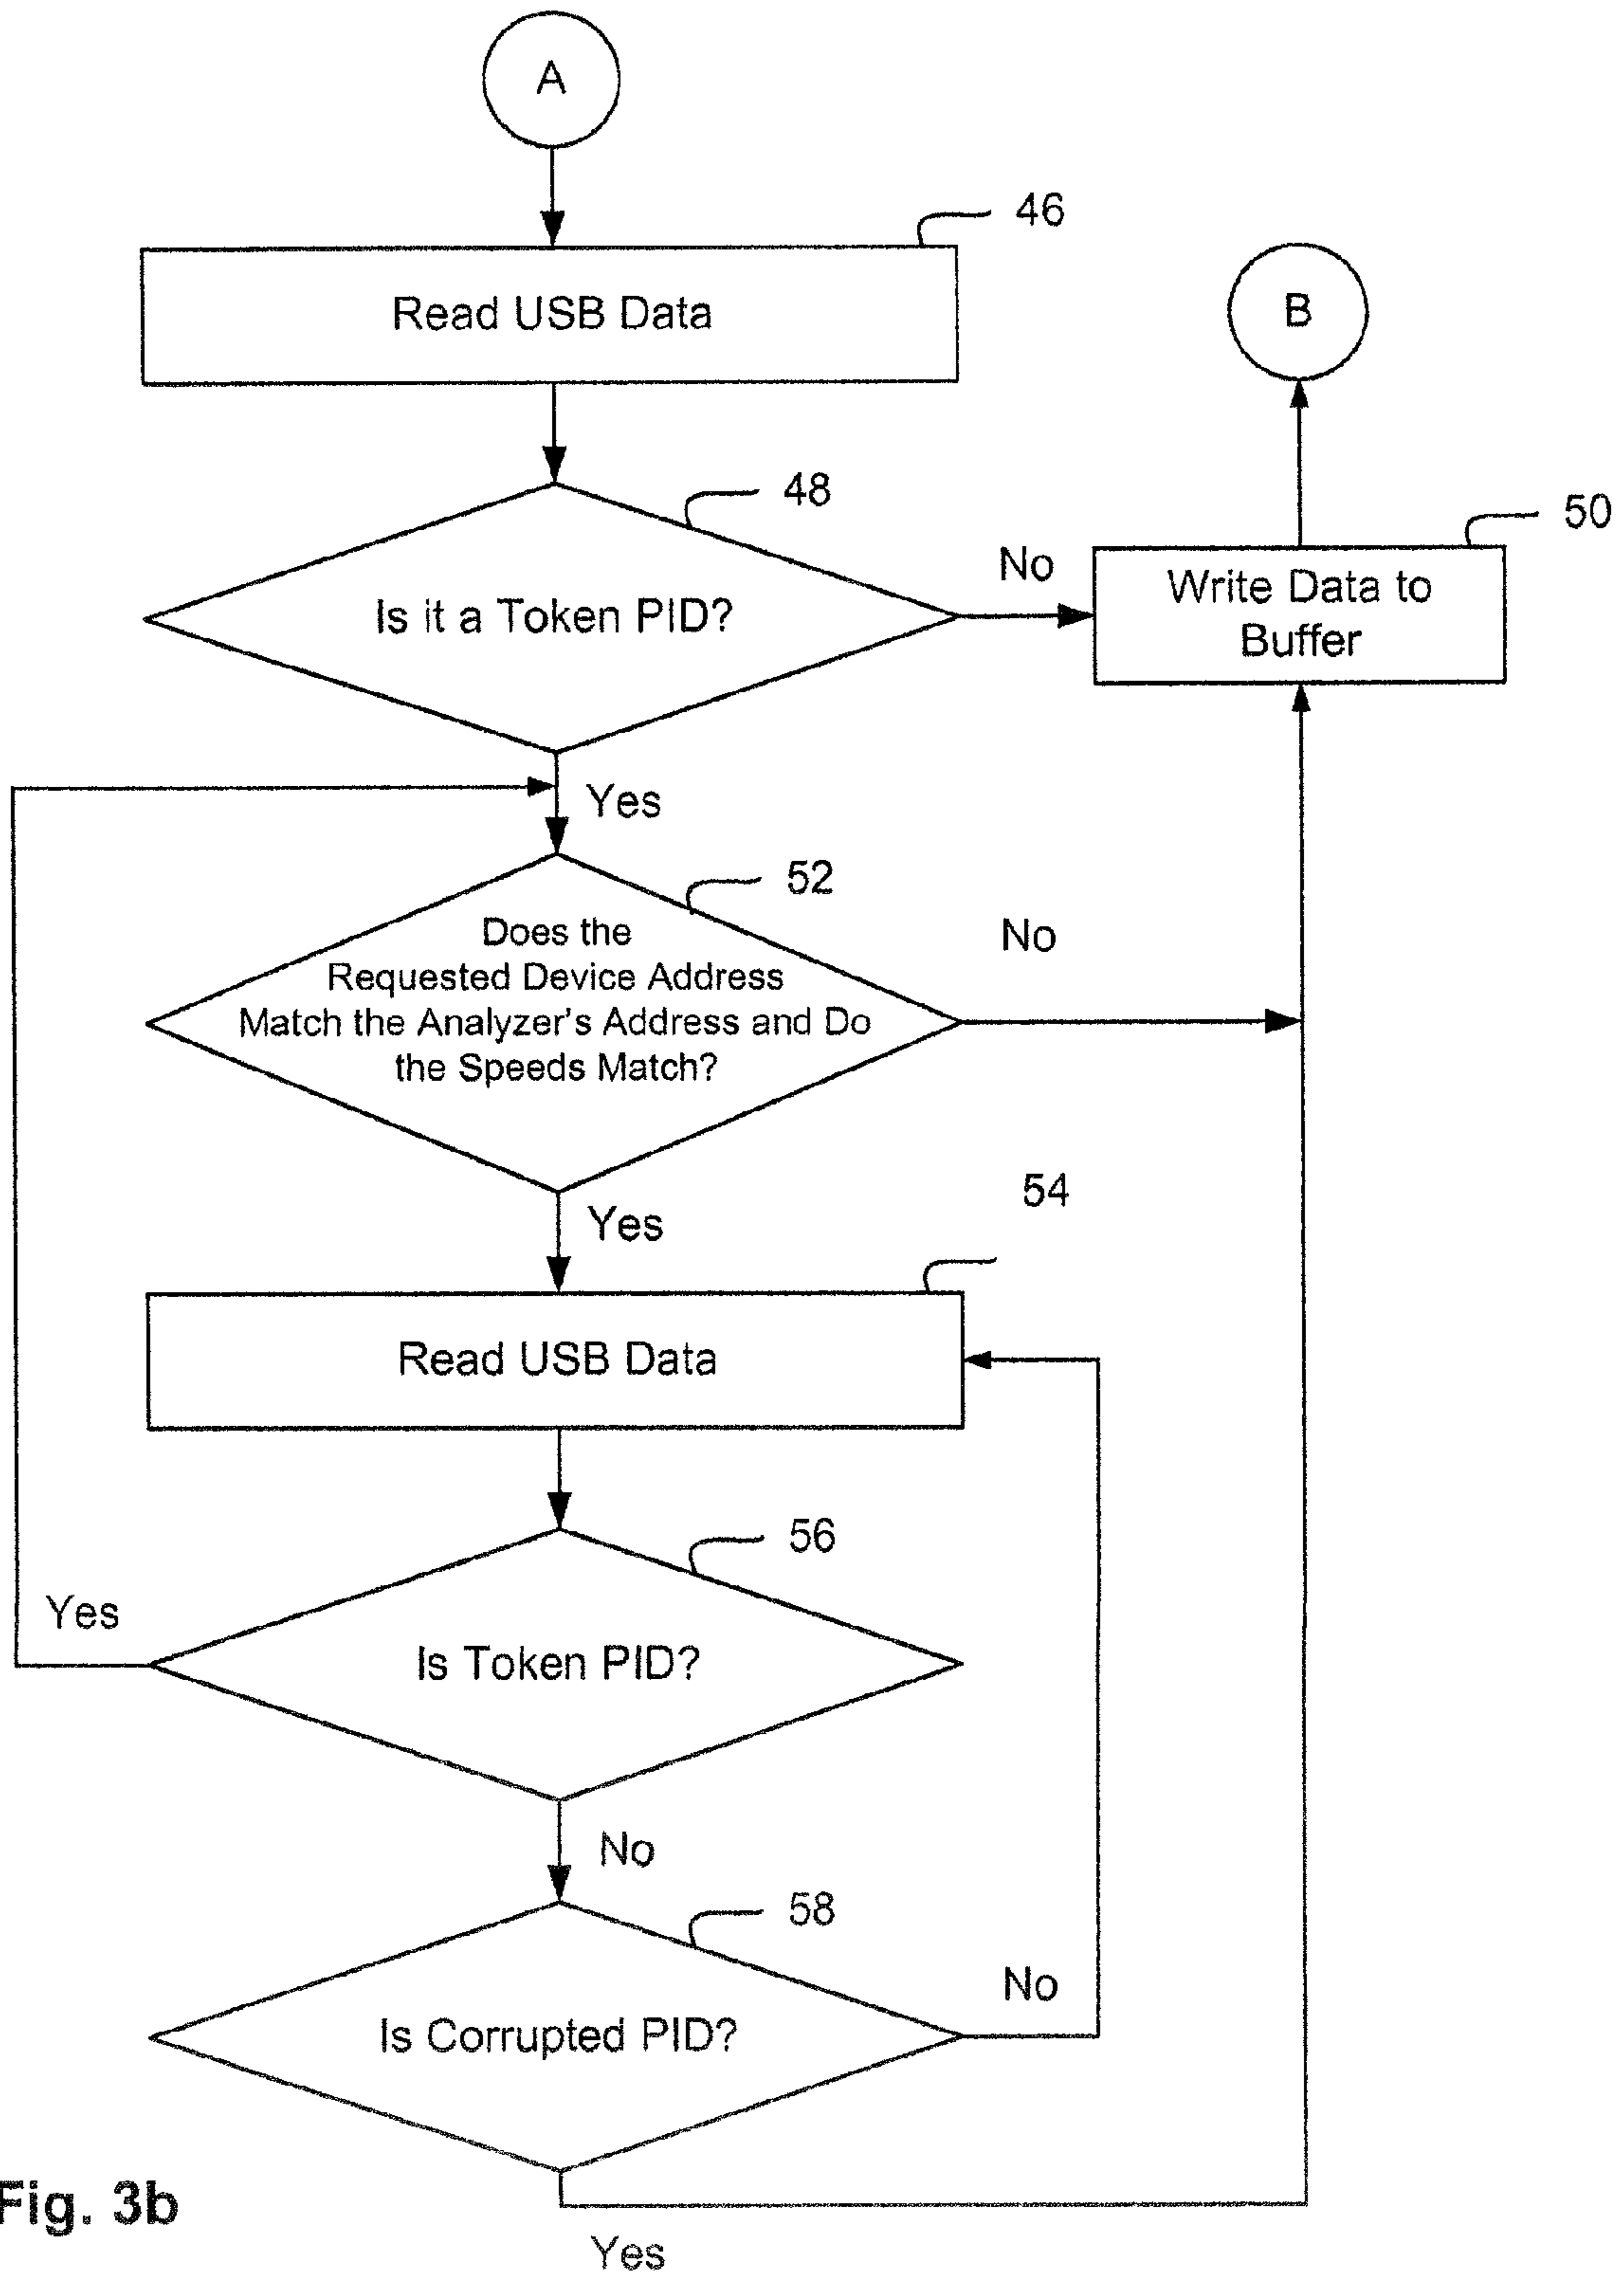 A
46
Read USB Data
B
48
50
Is it a Token PID?
No
Write Data to
Buffer
Yes
52
Does the
Requested Device Address
Match the Analyzer's Address and Do
the Speeds Match?
No
Yes
54
Read USB Data
56
Yes
Is Token PID?
No
58
Is Corrupted PID?
No
Fig. 3b
Yes